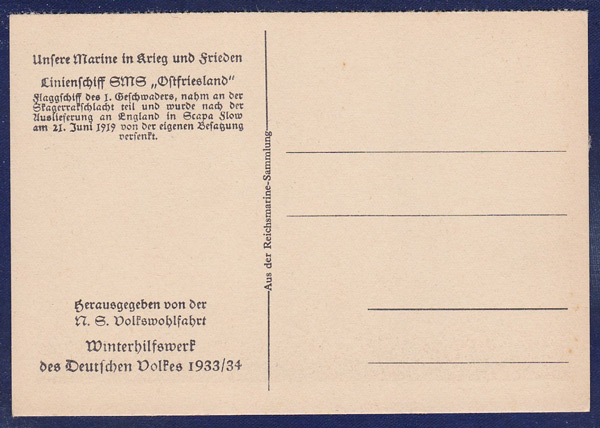 Unsere Marine in Krieg und Frieden
Linienschiff SMS „Ostfriesland“
Flaggschiff des 1. Geschwaders, nahm an der
Skagerrakschlacht teil und wurde nach der
Auslieferung an England in Scapa Flow
am 21. Juni 1919 von der eigenen Besatzung
versenkt.
Aus der Reichsmarine-Sammlung
Herausgegeben von der
N. S. Volkswohlfahrt
Winterhilfswerk
des Deutschen Volkes 1933/34